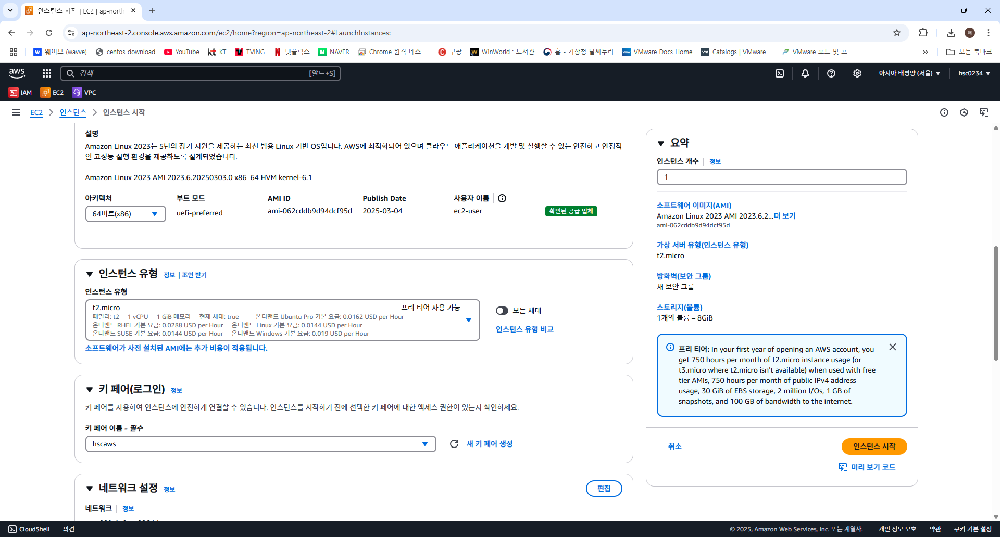 인스턴스 시작 | EC2 | ap-north
ap-northeast-2.console.aws.amazon.com/ec2/home?region=ap-northeast-2#LaunchInstances:
애
웨이브 (wavve)
centos download
YouTube
KT
TVING
넷플릭스
NAVER
Chrome 원격 데스...
쿠팡
WinWorld : 도서관
홈 - 기상청 날씨누리
VMware Docs Home
Catalogs | VMware...
VMware 포트 및 프...
모든 북마크
aws
검색
[알트+S]
아시아 태평양 (서울)
hsc0234
IAM
EC2
VPC
EC2
인스턴스
인스턴스 시작
설명
Amazon Linux 2023는 5년의 장기 지원을 제공하는 최신 범용 Linux 기반 OS입니다. AWS에 최적화되어 있으며 클라우드 애플리케이션을 개발 및 실행할 수 있는 안전하고 안정적
인 고성능 실행 환경을 제공하도록 설계되었습니다.
Amazon Linux 2023 AMI 2023.6.20250303.0 x86_64 HVM kernel-6.1
아키텍처
부트 모드
AMI ID
Publish Date
사용자 이름
64비트(x86)
uefi-preferred
ami-062cddb9d94dcf95d
2025-03-04
ec2-user
확인된 공급 업체
인스턴스 유형
정보 | 조언 받기
인스턴스 유형
t2.micro
프리 티어 사용 가능
패밀리: t2 1 vCPU 1 GiB 메모리 현재 세대: true 온디맨드 Ubuntu Pro 기본 요금: 0.0162 USD per Hour
온디맨드 RHEL 기본 요금: 0.0288 USD per Hour 온디맨드 Linux 기본 요금: 0.0144 USD per Hour
온디맨드 SUSE 기본 요금: 0.0144 USD per Hour 온디맨드 Windows 기본 요금: 0.019 USD per Hour
모든 세대
인스턴스 유형 비교
소프트웨어가 사전 설치된 AMI에는 추가 비용이 적용됩니다.
키 페어(로그인)
정보
키 페어를 사용하여 인스턴스에 안전하게 연결할 수 있습니다. 인스턴스를 시작하기 전에 선택한 키 페어에 대한 액세스 권한이 있는지 확인하세요.
키 페어 이름 - 필수
hscaws
새 키 페어 생성
네트워크 설정
정보
편집
네트워크
정보
요약
인스턴스 개수
정보
1
소프트웨어 이미지(AMI)
Amazon Linux 2023 AMI 2023.6.2...더 보기
ami-062cddb9d94dcf95d
가상 서버 유형(인스턴스 유형)
t2.micro
방화벽(보안 그룹)
새 보안 그룹
스토리지(볼륨)
1개의 볼륨 – 8GiB
프리 티어: In your first year of opening an AWS account, you
get 750 hours per month of t2.micro instance usage (or
t3.micro where t2.micro isn't available) when used with free
tier AMIs, 750 hours per month of public IPv4 address
usage, 30 GiB of EBS storage, 2 million I/Os, 1 GB of
snapshots, and 100 GB of bandwidth to the internet.
취소
인스턴스 시작
미리 보기 코드
CloudShell
의견
© 2025, Amazon Web Services, Inc. 또는 계열사.
개인 정보 보호
약관
쿠키 기본 설정